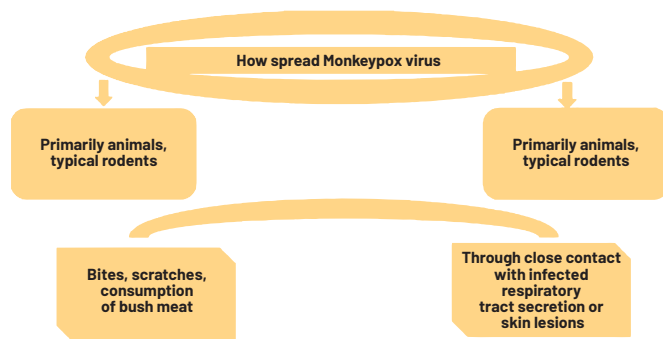 How spread Monkeypox virus
Primarily animals,
typical rodents
Primarily animals,
typical rodents
Bites, scratches,
consumption
of bush meat
Through close contact
with infected
respiratory
tract secretion or
skin lesions